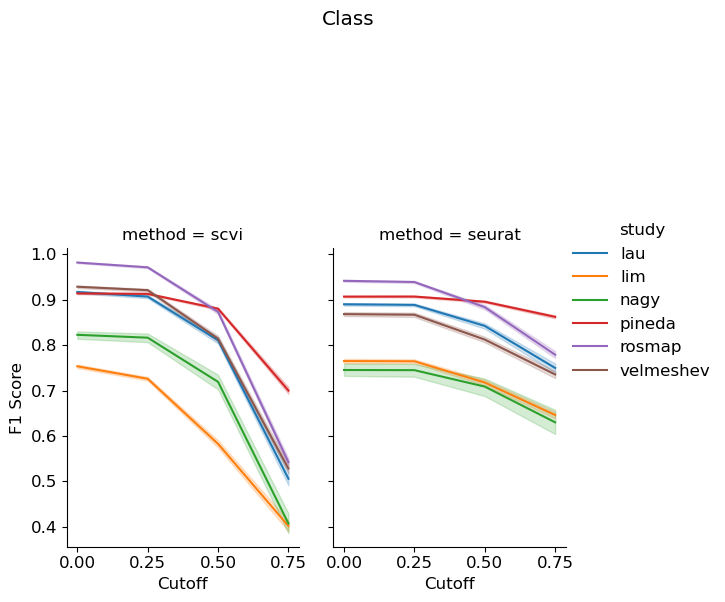 Class
method = scvi
method = seurat
study
lau
lim
nagy
pineda
rosmap
velmeshev
1.0
0.9
0.8
0.7
0.6
0.5
0.4
F1 Score
0.00 0.25 0.50 0.75
0.00 0.25 0.50 0.75
Cutoff
Cutoff